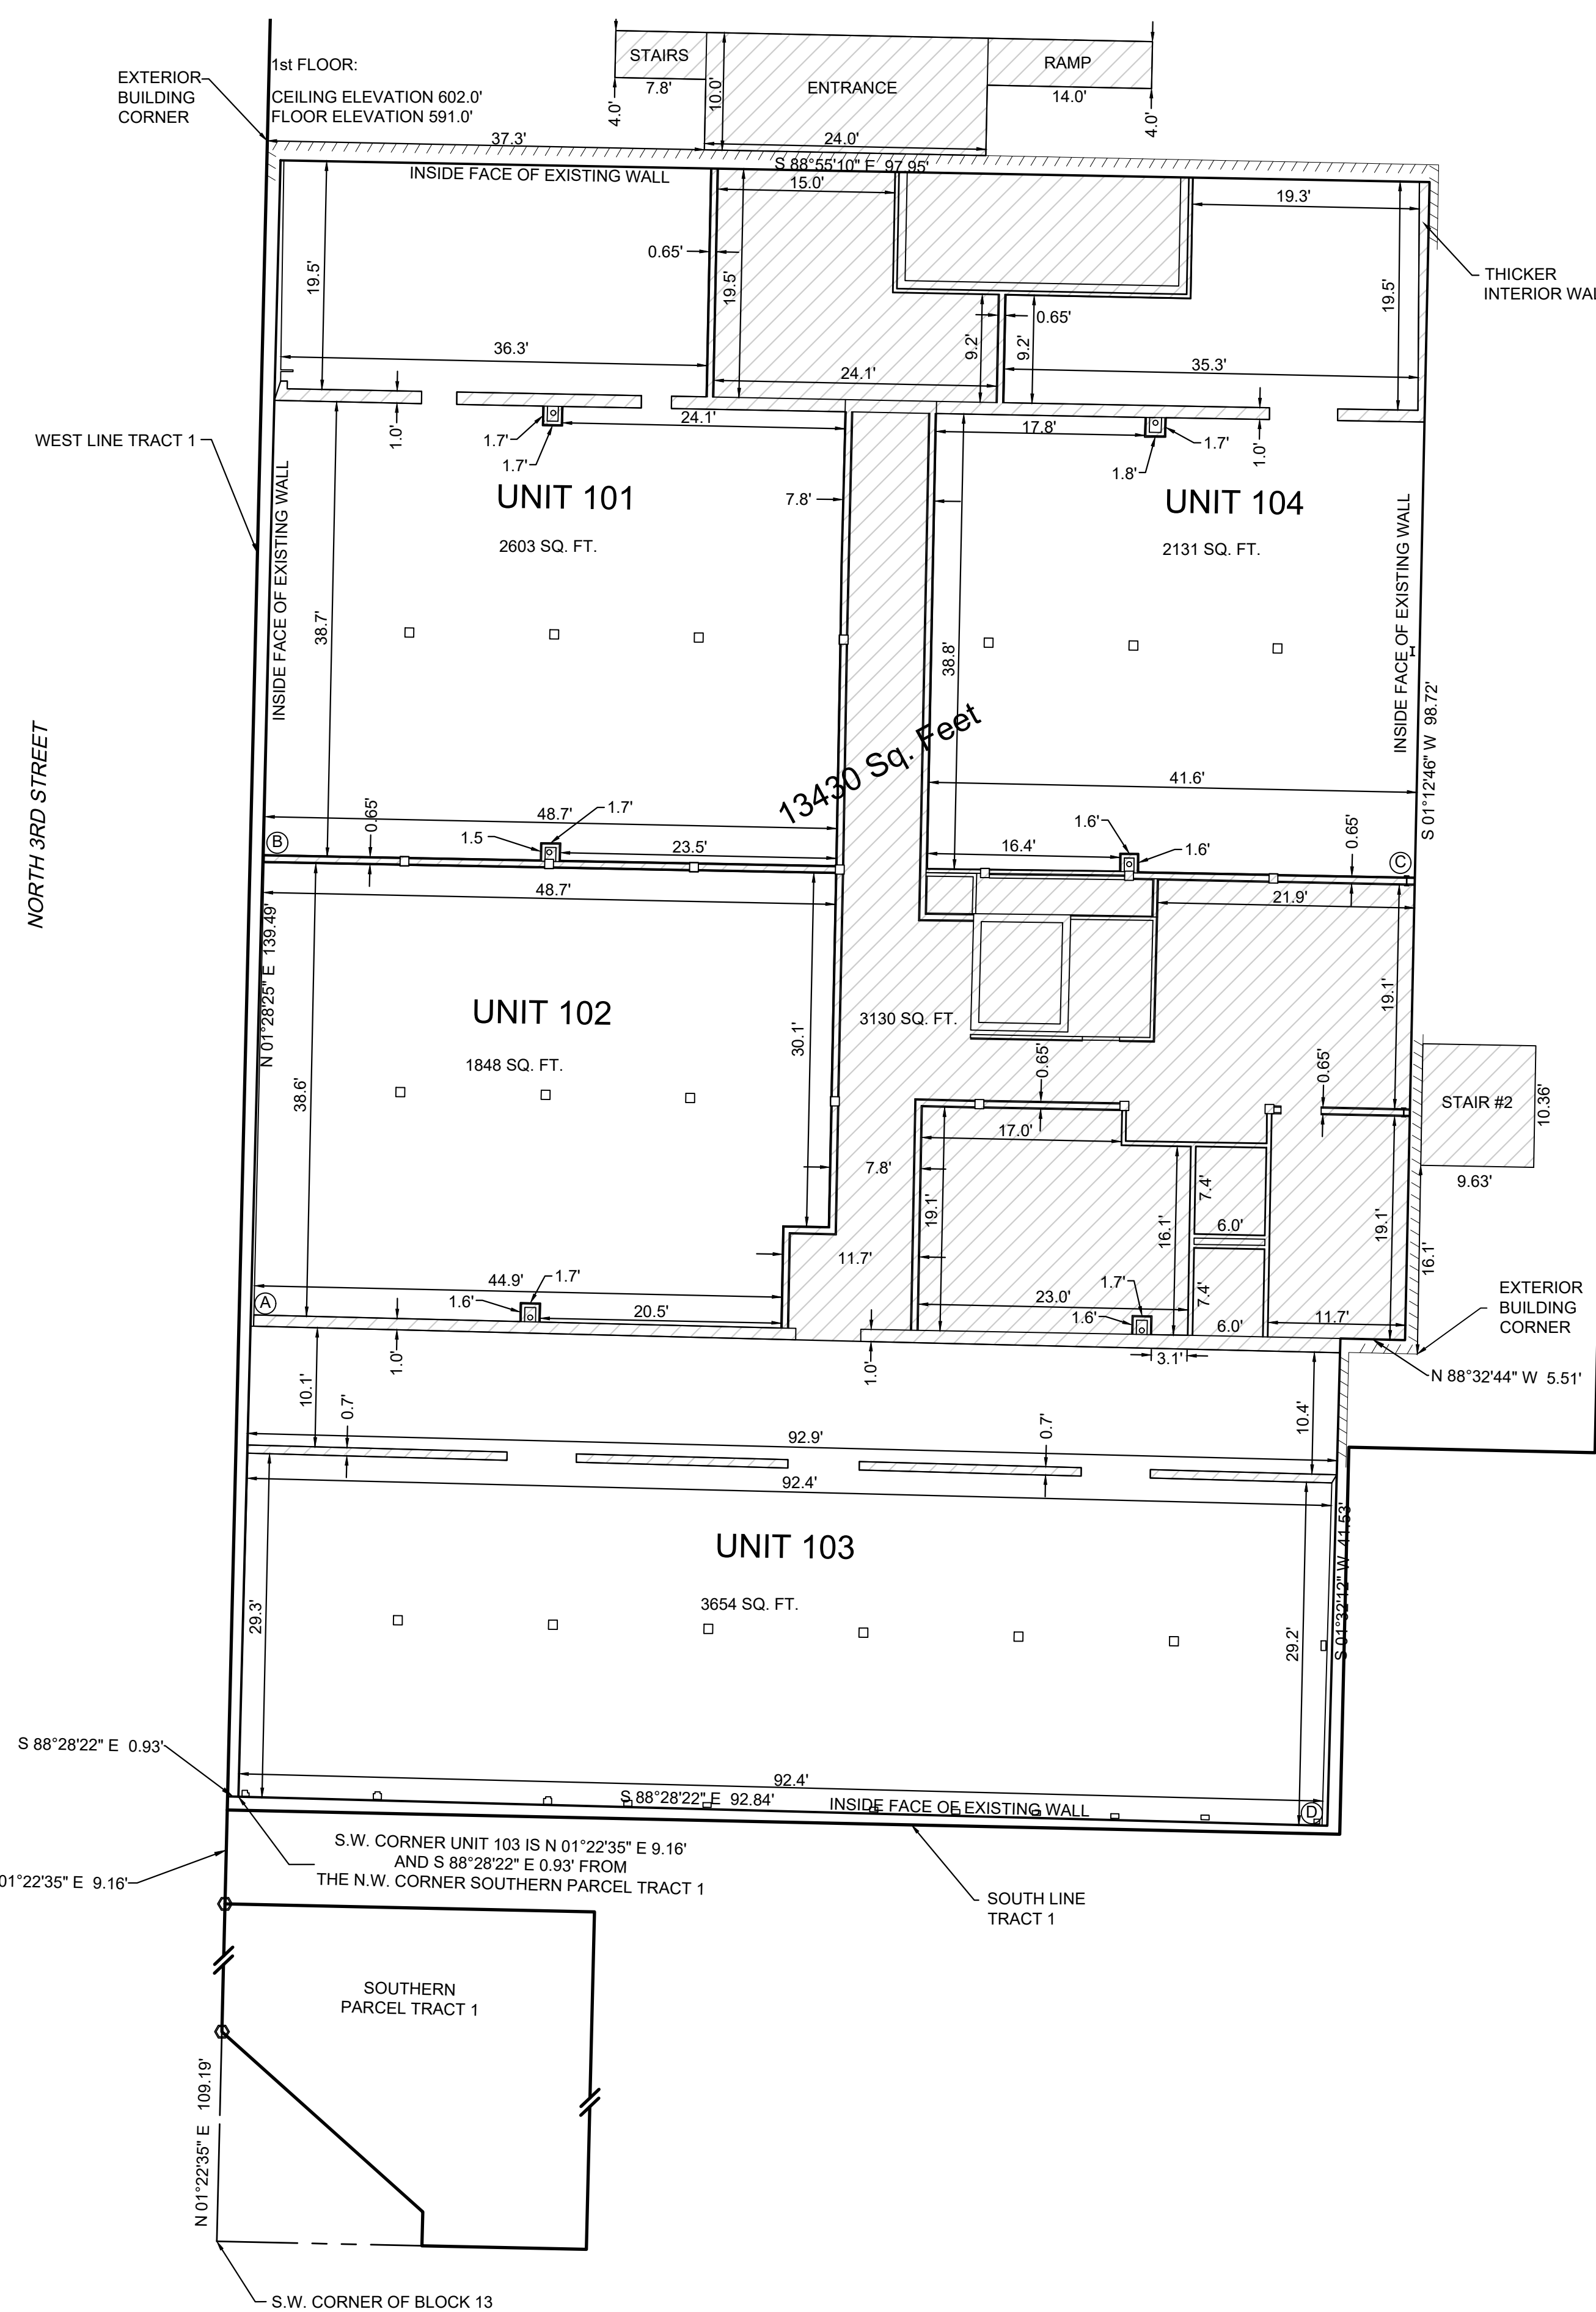 1st FLOOR:
CEILING ELEVATION 602.0'
FLOOR ELEVATION 591.0'
EXTERIOR
BUILDING
CORNER
STAIRS
7.8'
4.0'
10.0'
ENTRANCE
24.0'
RAMP
14.0'
4.0'
37.3'
INSIDE FACE OF EXISTING WALL
S 88°55'10" E 97.95'
15.0'
19.3'
THICKER
INTERIOR WAL
19.5'
0.65'
19.5'
9.2'
9.2'
0.65'
19.5'
36.3'
24.1'
35.3'
1.0'
1.7'
1.7'
24.1'
17.8'
1.8'
1.7'
1.0'
WEST LINE TRACT 1
INSIDE FACE OF EXISTING WALL
UNIT 101
2603 SQ. FT.
7.8'
UNIT 104
2131 SQ. FT.
INSIDE FACE OF EXISTING WALL
38.7'
38.8'
S 01°12'46" W 98.72'
NORTH 3RD STREET
13430 Sq. Feet
41.6'
48.7'
0.65'
1.7'
1.5
23.5'
B
1.6'
16.4'
1.6'
0.65'
C
48.7'
21.9'
N 01°28'25" E 139.49'
UNIT 102
1848 SQ. FT.
30.1'
38.6'
3130 SQ. FT.
19.1'
0.65'
0.65'
STAIR #2
10.36'
9.63'
17.0'
7.8'
19.1'
16.1'
7.4'
6.0'
19.1'
16.1'
11.7'
44.9'
1.7'
1.6'
20.5'
A
23.0'
1.7'
1.6'
7.4'
6.0'
11.7'
3.1'
EXTERIOR
BUILDING
CORNER
N 88°32'44" W 5.51'
1.0'
1.0'
10.1'
0.7'
92.9'
0.7'
10.4'
92.4'
UNIT 103
3654 SQ. FT.
29.3'
29.2'
S 01°32'12" W 41.53'
S 88°28'22" E 0.93'
92.4'
S 88°28'22" E 92.84'
INSIDE FACE OF EXISTING WALL
D
S.W. CORNER UNIT 103 IS N 01°22'35" E 9.16'
AND S 88°28'22" E 0.93' FROM
THE N.W. CORNER SOUTHERN PARCEL TRACT 1
01°22'35" E 9.16'
SOUTH LINE
TRACT 1
SOUTHERN
PARCEL TRACT 1
N 01°22'35" E 109.19'
S.W. CORNER OF BLOCK 13